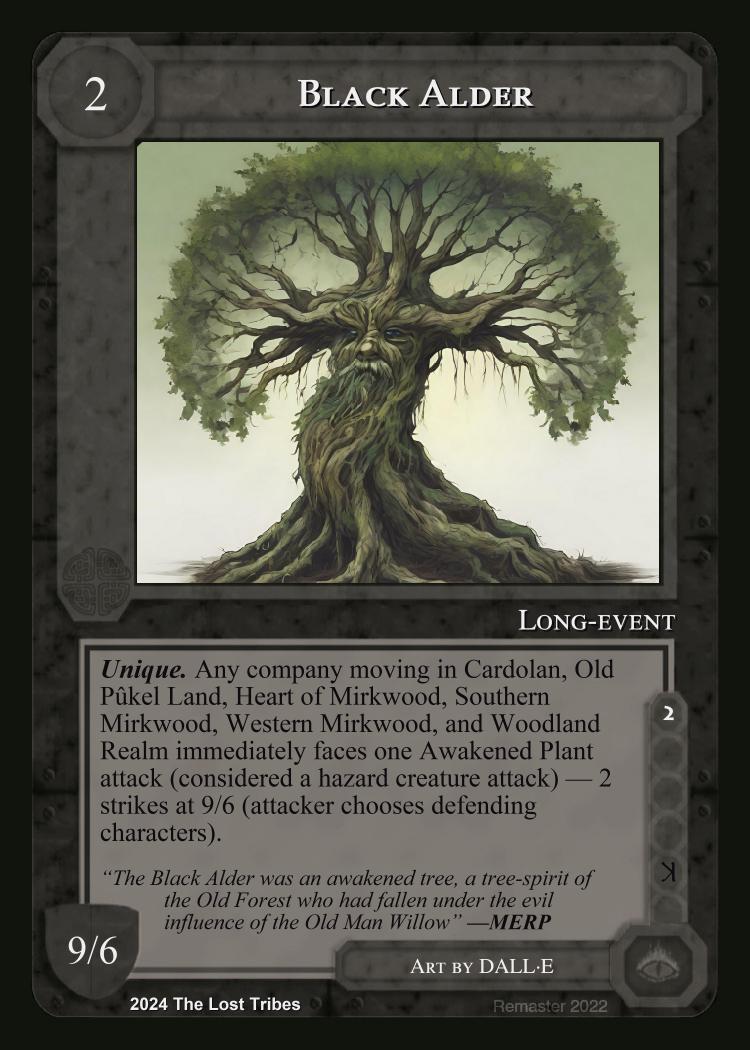 2
Black Alder
Long-event
Unique. Any company moving in Cardolan, Old
Pûkel Land, Heart of Mirkwood, Southern
Mirkwood, Western Mirkwood, and Woodland
Realm immediately faces one Awakened Plant
attack (considered a hazard creature attack) — 2
strikes at 9/6 (attacker chooses defending
characters).
2
“The Black Alder was an awakened tree, a tree-spirit of
the Old Forest who had fallen under the evil
influence of the Old Man Willow” —MERP
9/6
Art by DALL·E
2024 The Lost Tribes
Remaster 2022